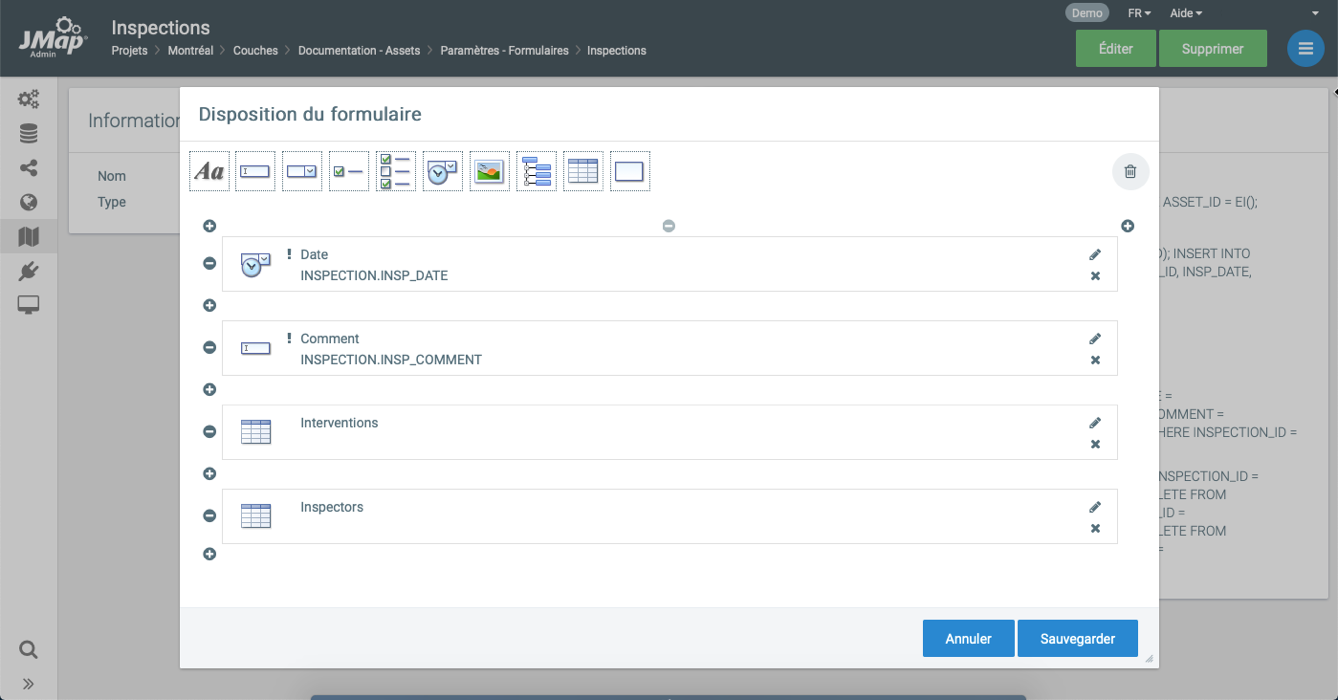 JMap
Admin
Inspections
Projets > Montréal > Couches > Documentation - Assets > Paramètres - Formulaires > Inspections
Demo
FR
Aide
Éditer
Supprimer
Information
Nom
Type
Disposition du formulaire
Aa
! Date
INSPECTION.INSP_DATE
! Comment
INSPECTION.INSP_COMMENT
Interventions
Inspectors
Annuler
Sauvegarder
ASSET_ID = EI();
); INSERT INTO
_ID, INSP_DATE,
=
OMMENT =
HERE INSPECTION_ID =
NSPECTION_ID =
LETE FROM
_ID =
LETE FROM
=